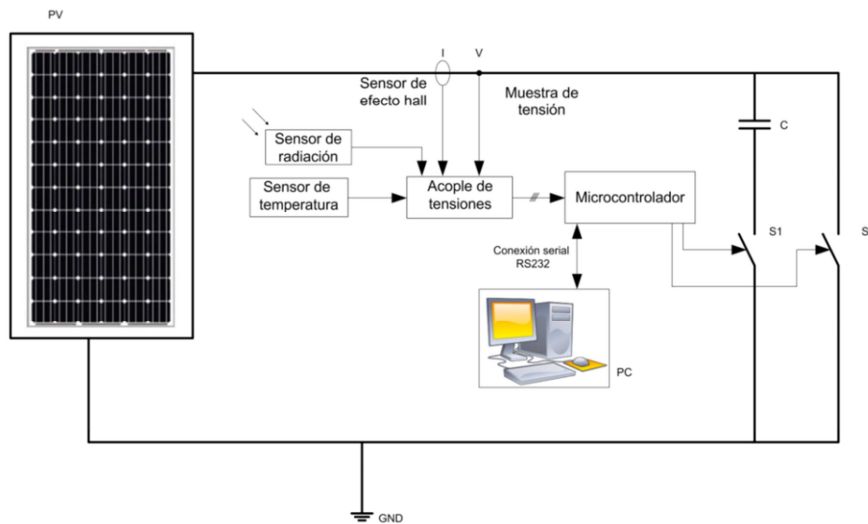 PV
I
V
Sensor de
efecto hall
Muestra de
tensión
C
Sensor de
radiación
Sensor de
temperatura
Acople de
tensiones
Microcontrolador
S1
S
Conexión serial
RS232
PC
GND